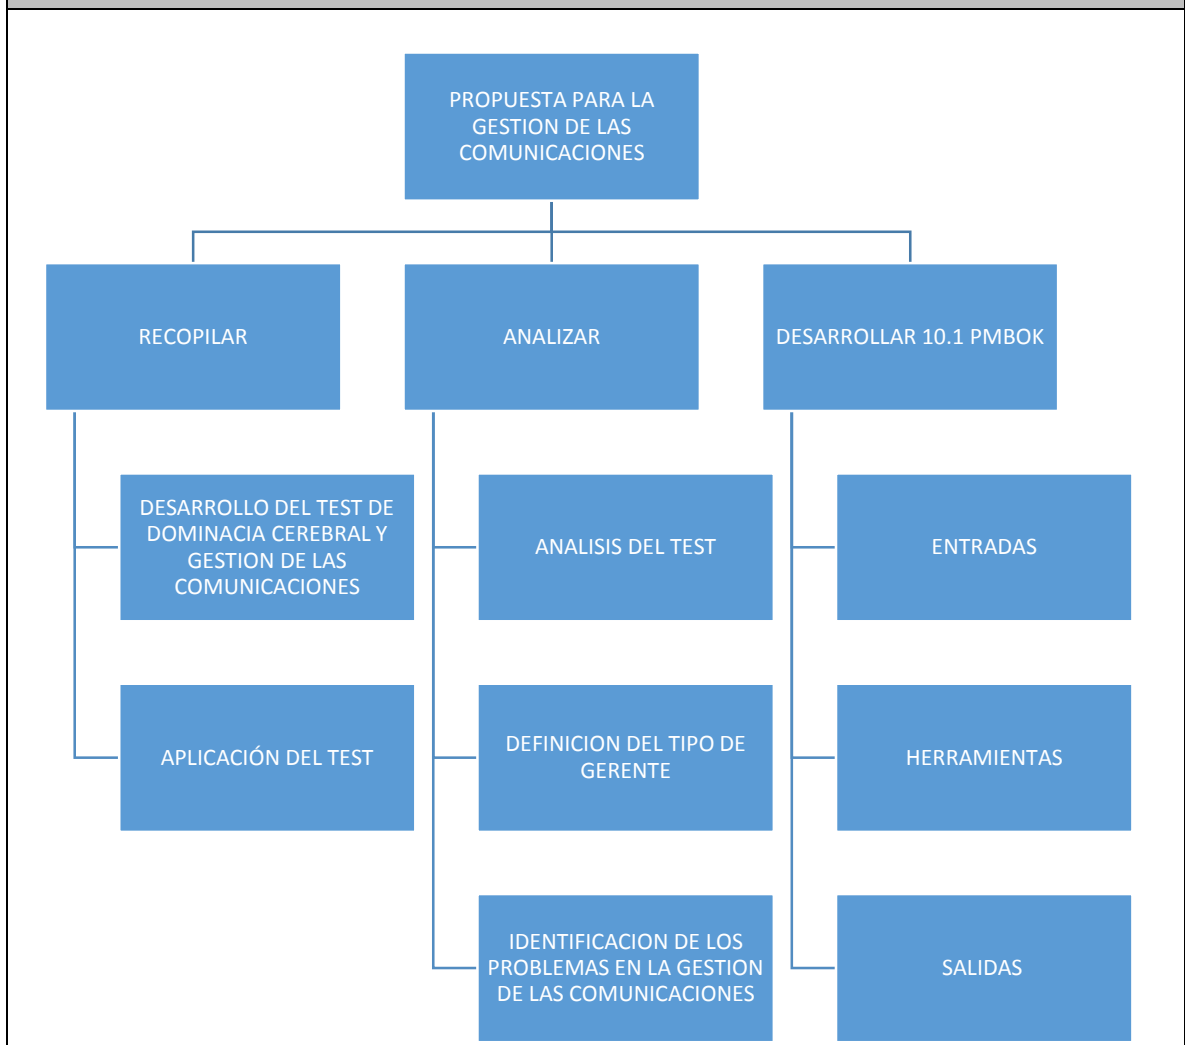 PROPUESTA PARA LA
GESTION DE LAS
COMUNICACIONES
RECOPILAR
ANALIZAR
DESARROLLAR 10.1 PMBOK
DESARROLLO DEL TEST DE
DOMINACIA CEREBRAL Y
GESTION DE LAS
COMUNICACIONES
ANALISIS DEL TEST
ENTRADAS
APLICACIÓN DEL TEST
DEFINICION DEL TIPO DE
GERENTE
HERRAMIENTAS
IDENTIFICACION DE LOS
PROBLEMAS EN LA GESTION
DE LAS COMUNICACIONES
SALIDAS